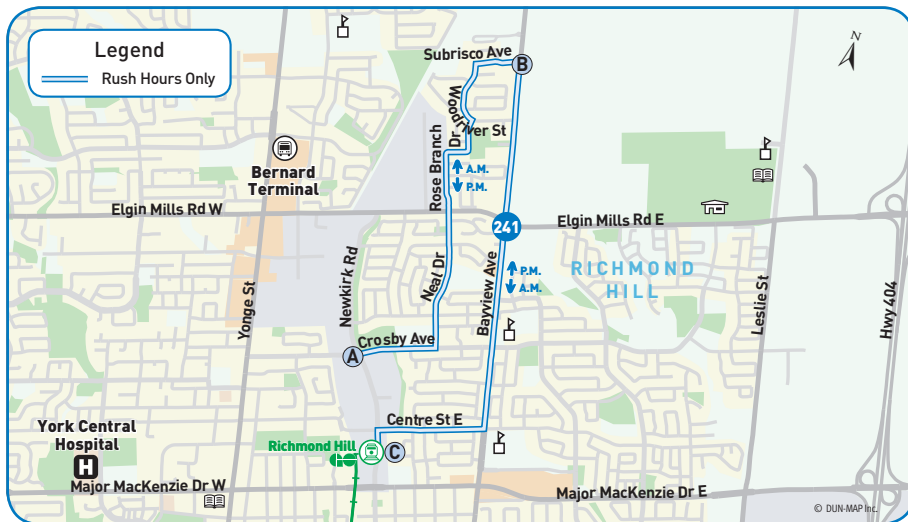 Legend
Rush Hours Only
Subrisco Ave
B
N
Woodriver St
Rose Branch Dr
A.M.
P.M.
Bernard
Terminal
Elgin Mills Rd W
241
Elgin Mills Rd E
RICHMOND
HILL
P.M.
A.M.
Newkirk Rd
Neal Dr
Bayview Ave
Yonge St
Leslie St
Hwy 404
A
Crosby Ave
Centre St E
York Central
Hospital
H
Richmond Hill
C
Major MacKenzie Dr W
Major MacKenzie Dr E
© DUN-MAP Inc.